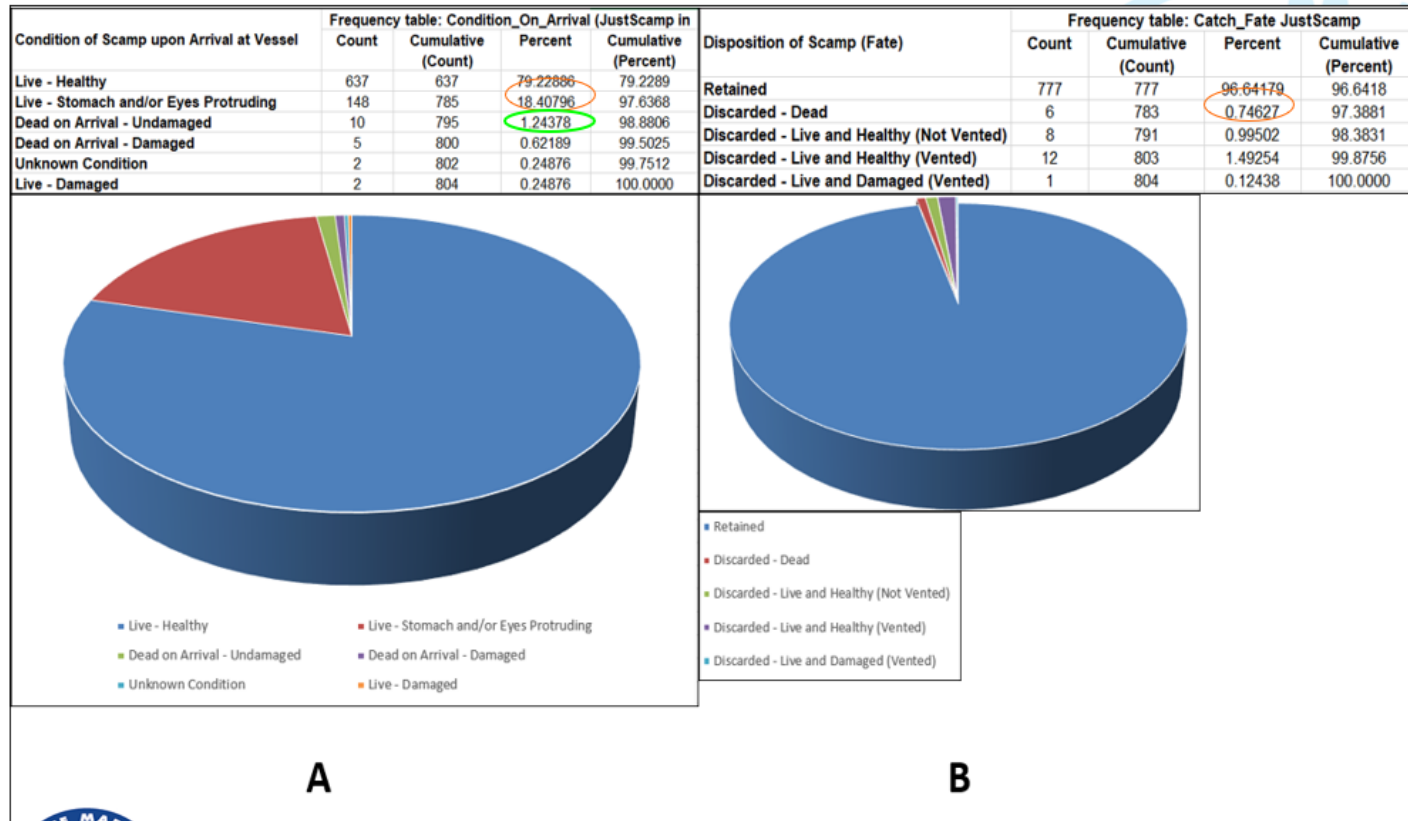 Frequency table: Condition_On_Arrival (JustScamp in
Condition of Scamp upon Arrival at Vessel Count Cumulative (Count) Percent Cumulative (Percent)
Live - Healthy 637 637 79.22886 79.2289
Live - Stomach and/or Eyes Protruding 148 785 18.40796 97.6368
Dead on Arrival - Undamaged 10 795 1.24378 98.8806
Dead on Arrival - Damaged 5 800 0.62189 99.5025
Unknown Condition 2 802 0.24876 99.7512
Live - Damaged 2 804 0.24876 100.0000
Frequency table: Catch_Fate JustScamp
Disposition of Scamp (Fate) Count Cumulative (Count) Percent Cumulative (Percent)
Retained 777 777 96.64179 96.6418
Discarded - Dead 6 783 0.74627 97.3881
Discarded - Live and Healthy (Not Vented) 8 791 0.99502 98.3831
Discarded - Live and Healthy (Vented) 12 803 1.49254 99.8756
Discarded - Live and Damaged (Vented) 1 804 0.12438 100.0000
Live - Healthy Live - Stomach and/or Eyes Protruding
Dead on Arrival - Undamaged Dead on Arrival - Damaged
Unknown Condition Live - Damaged
Retained
Discarded - Dead
Discarded - Live and Healthy (Not Vented)
Discarded - Live and Healthy (Vented)
Discarded - Live and Damaged (Vented)
A
B